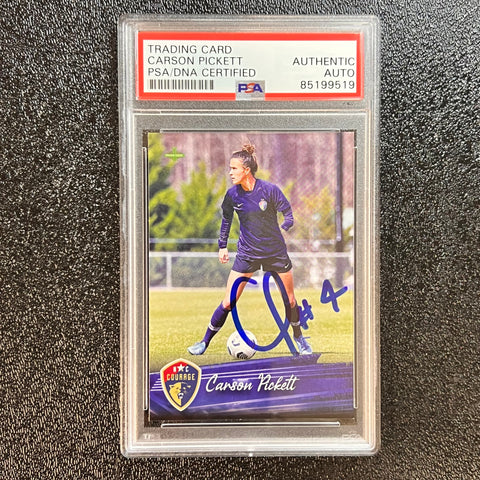 TRADING CARD
CARSON PICKETT
PSA/DNA CERTIFIED
AUTHENTIC
AUTO
85199519
PSA
#4
N C
COURAGE
Carson Pickett